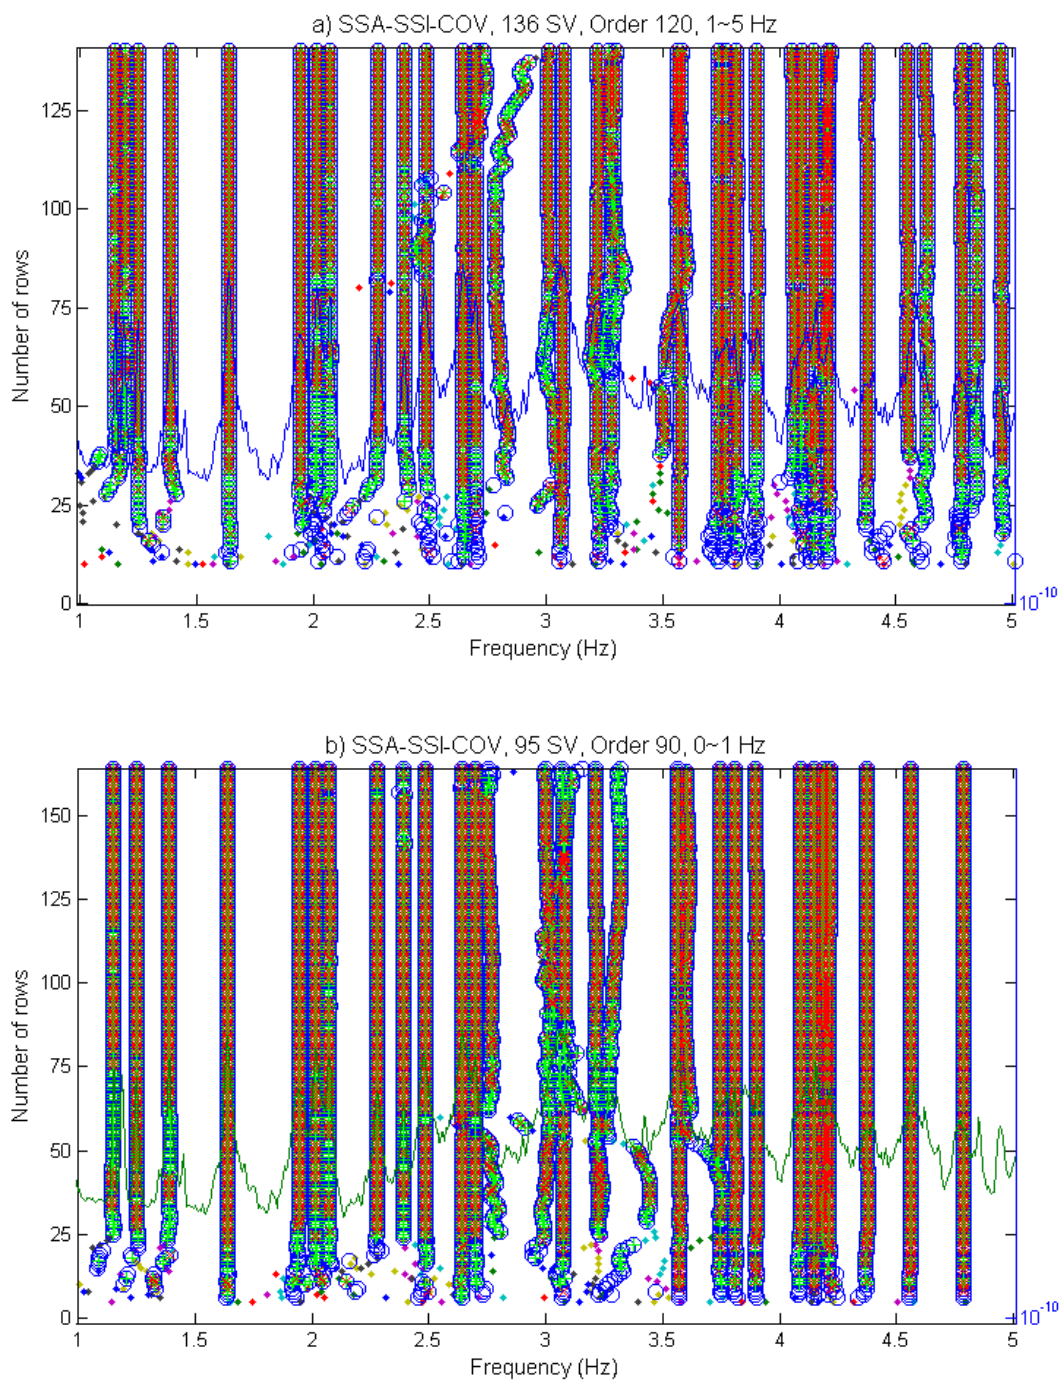 a) SSA-SSI-COV, 136 SV, Order 120, 1~5 Hz
125
100
75
50
25
0
Number of rows
1 1.5 2 2.5 3 3.5 4 4.5 5
10^-10
Frequency (Hz)
b) SSA-SSI-COV, 95 SV, Order 90, 0~1 Hz
150
125
100
75
50
25
0
Number of rows
1 1.5 2 2.5 3 3.5 4 4.5 5
10^-10
Frequency (Hz)